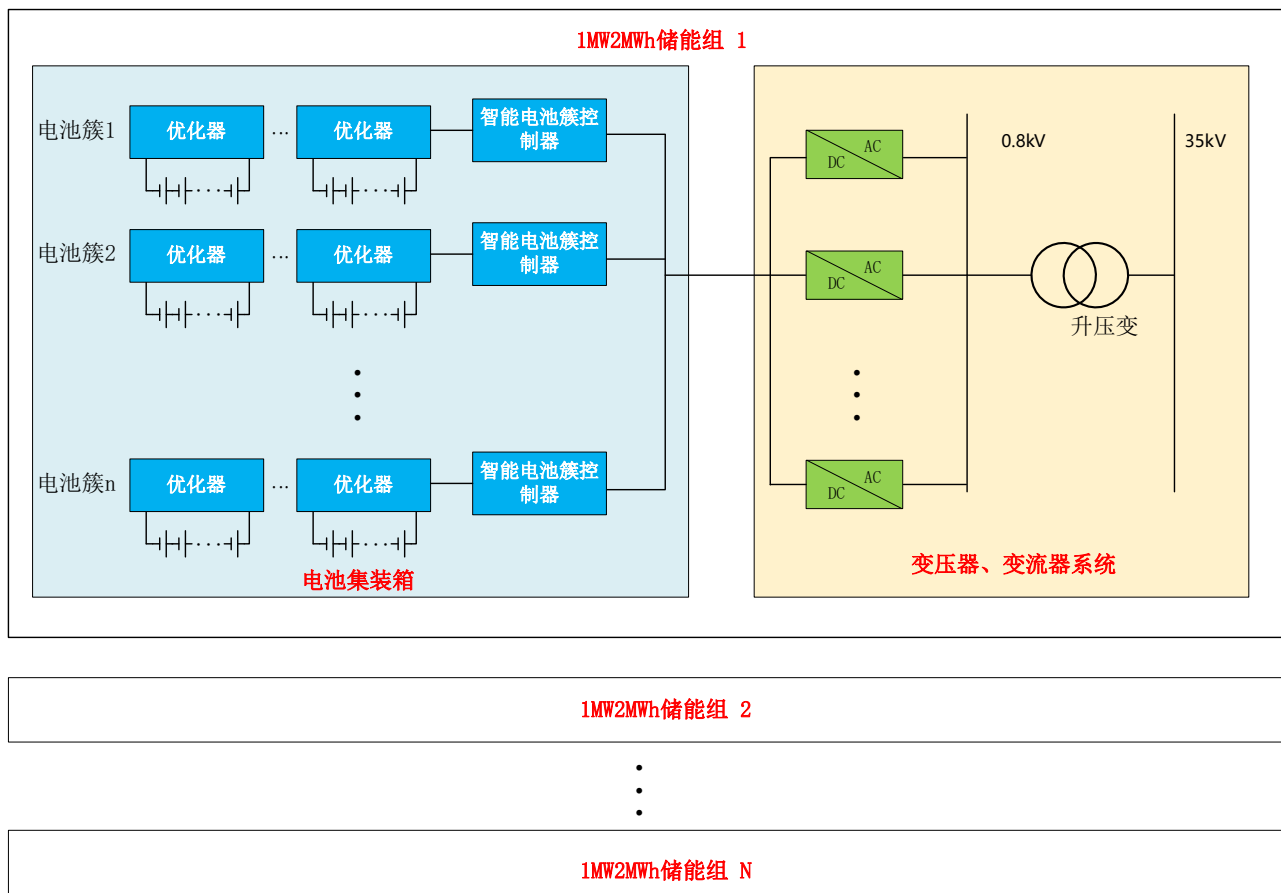 1MW2MWh储能组 1
电池簇1
优化器
...
优化器
智能电池簇控
制器
电池簇2
优化器
...
优化器
智能电池簇控
制器
电池簇n
优化器
...
优化器
智能电池簇控
制器
电池集装箱
AC
DC
AC
DC
AC
DC
0.8kV
35kV
升压变
变压器、变流器系统
1MW2MWh储能组 2
1MW2MWh储能组 N